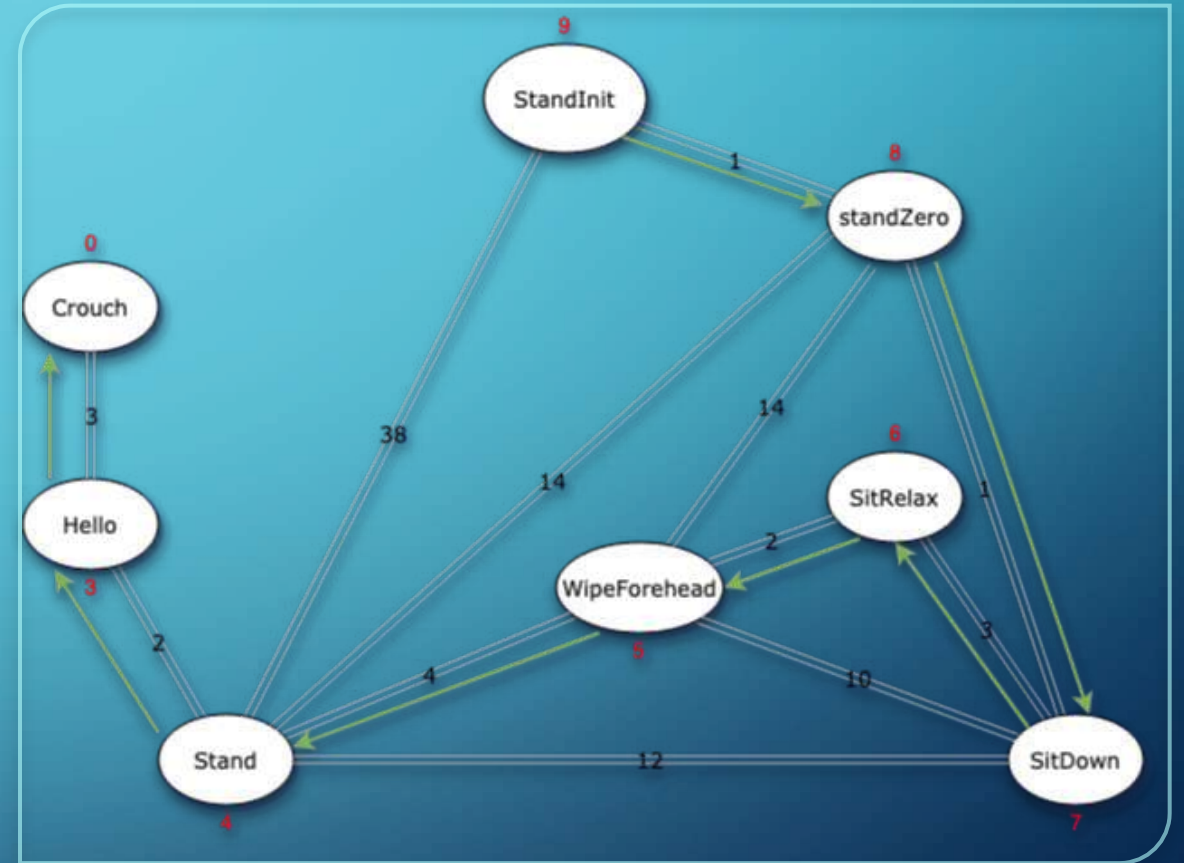 9
StandInit
1
8
standZero
0
Crouch
3
38
14
6
14
SitRelax
1
Hello
2
3
WipeForehead
3
2
5
4
10
Stand
12
SitDown
4
7